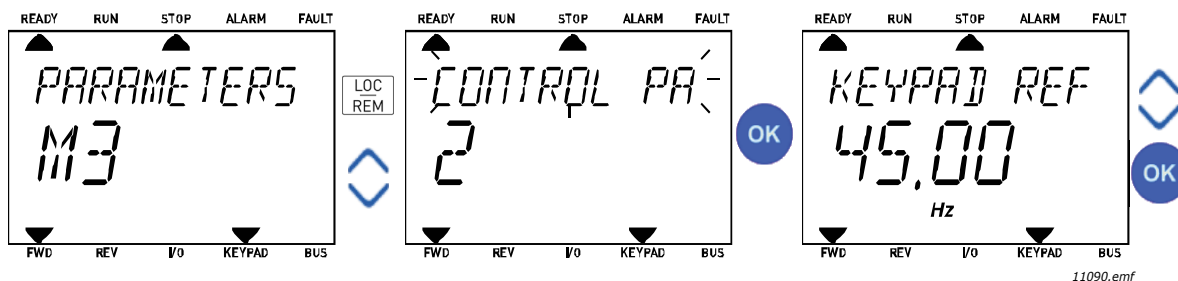 READY RUN STOP ALARM FAULT
PARAMETERS
M3
FWD REV I/O KEYPAD BUS
LOC
REM
READY RUN STOP ALARM FAULT
CONTROL PA
2
FWD REV I/O KEYPAD BUS
OK
READY RUN STOP ALARM FAULT
KEYPAD REF
45.00
Hz
FWD REV I/O KEYPAD BUS
OK
11090.emf